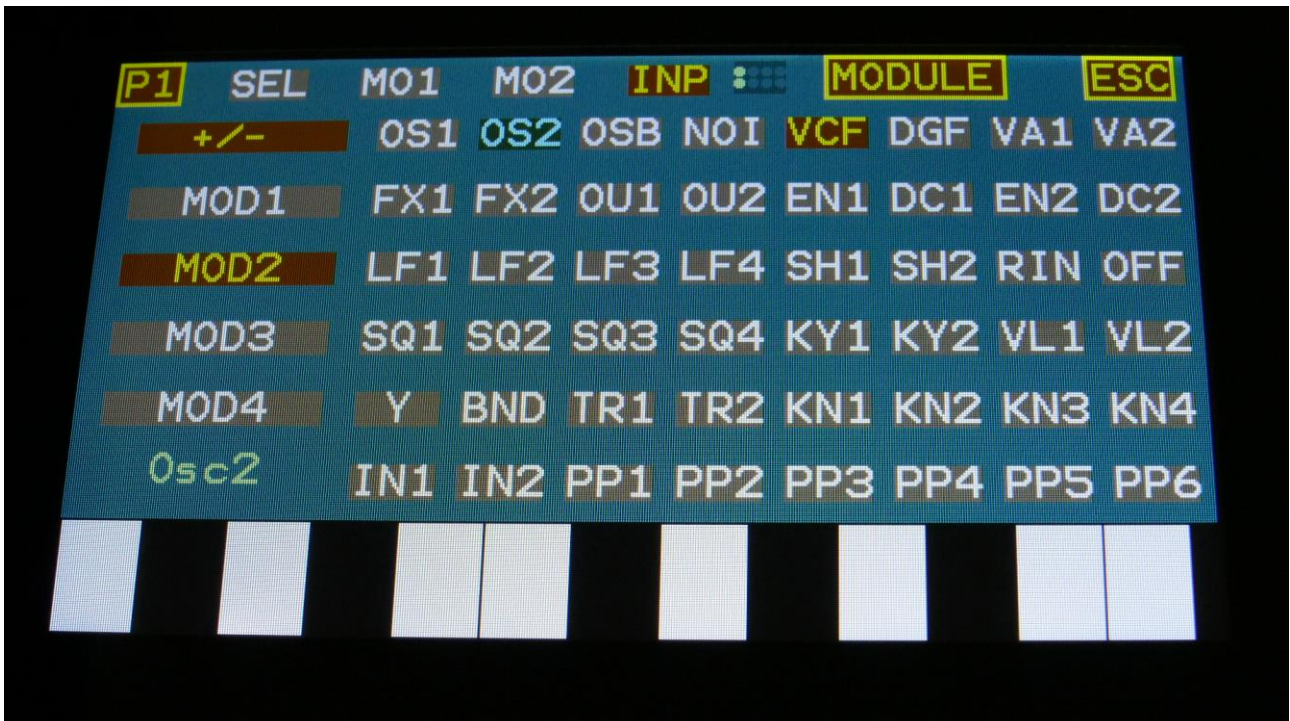 P1 SEL MO1 MO2 INP MODULE ESC
+/- OS1 OS2 OSB NOI VCF DGF VA1 VA2
MOD1 FX1 FX2 OU1 OU2 EN1 DC1 EN2 DC2
MOD2 LF1 LF2 LF3 LF4 SH1 SH2 RIN OFF
MOD3 SQ1 SQ2 SQ3 SQ4 KY1 KY2 VL1 VL2
MOD4 Y BND TR1 TR2 KN1 KN2 KN3 KN4
Osc2 IN1 IN2 PP1 PP2 PP3 PP4 PP5 PP6